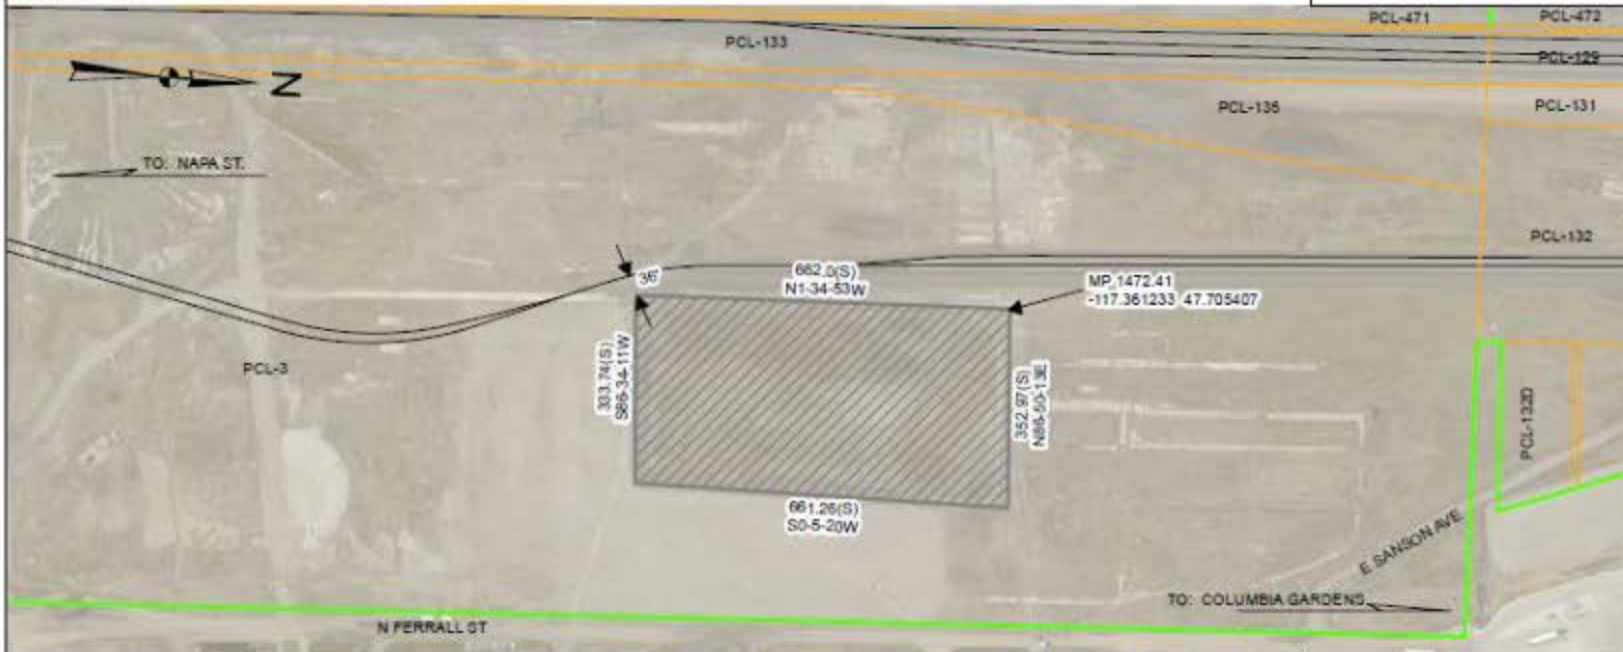 PCL-471
PCL-472
PCL-133
PCL-129
N
PCL-135
PCL-131
TO: NAPA ST.
PCL-132
36'
662.0(S)
N1-34-53W
MP_1472.41
-117.361233 47.705407
333.74(S)
S86-34-11W
PCL-3
352.97(S)
N86-50-13E
PCL-132D
661.26(S)
S0-5-20W
E SANSON AVE.
TO: COLUMBIA GARDENS
N FERRALL ST